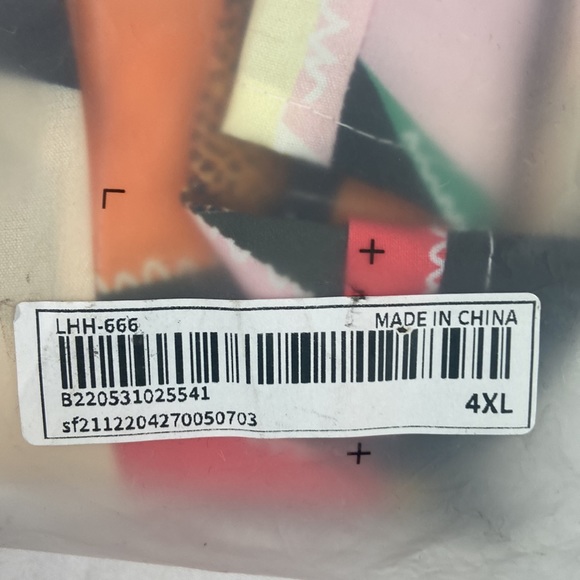 LHH-666
MADE IN CHINA
B220531025541
4XL
sf2112204270050703